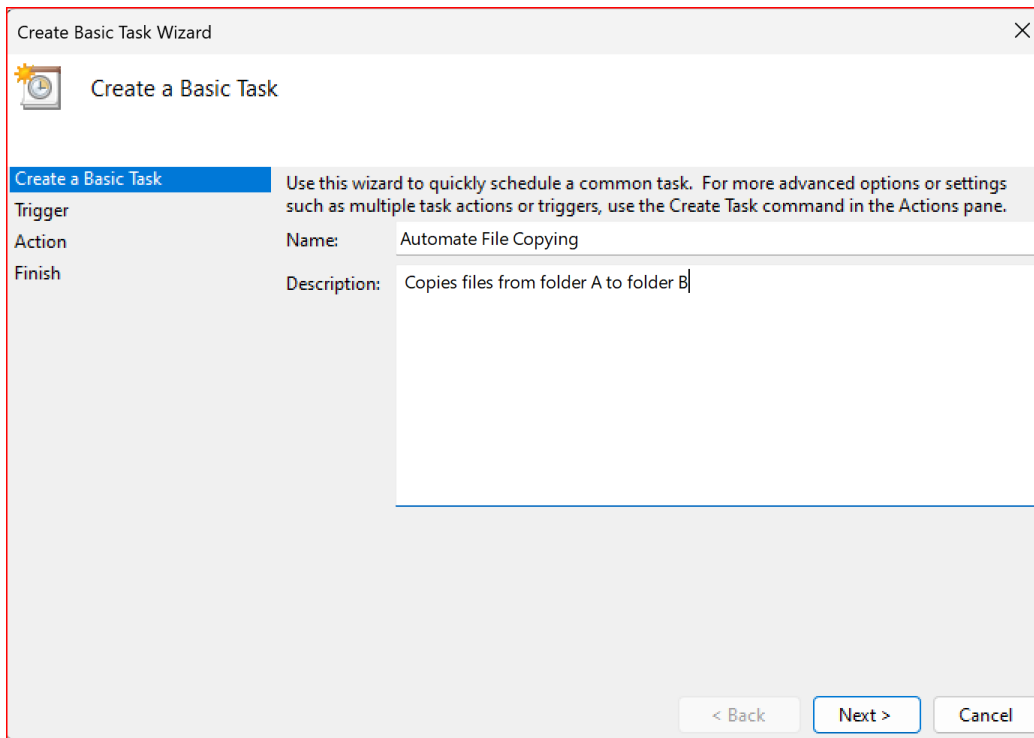 Create Basic Task Wizard
Create a Basic Task
Create a Basic Task
Trigger
Action
Finish
Use this wizard to quickly schedule a common task.  For more advanced options or settings
such as multiple task actions or triggers, use the Create Task command in the Actions pane.
Name:
Automate File Copying
Description:
Copies files from folder A to folder B
< Back
Next >
Cancel